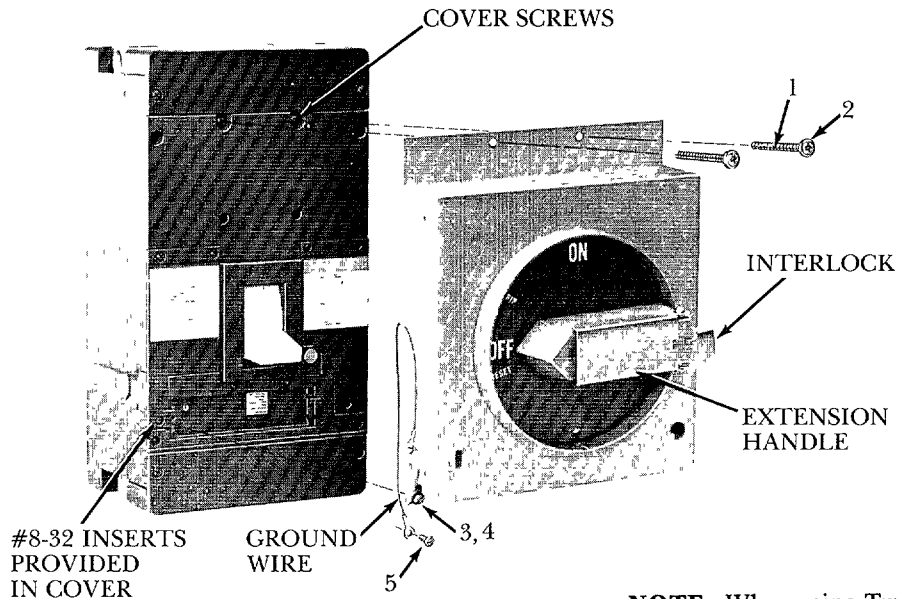 COVER SCREWS
1
2
ON
INTERLOCK
OFF
RESET
EXTENSION
HANDLE
#8-32 INSERTS
PROVIDED
IN COVER
GROUND
WIRE
3, 4
5